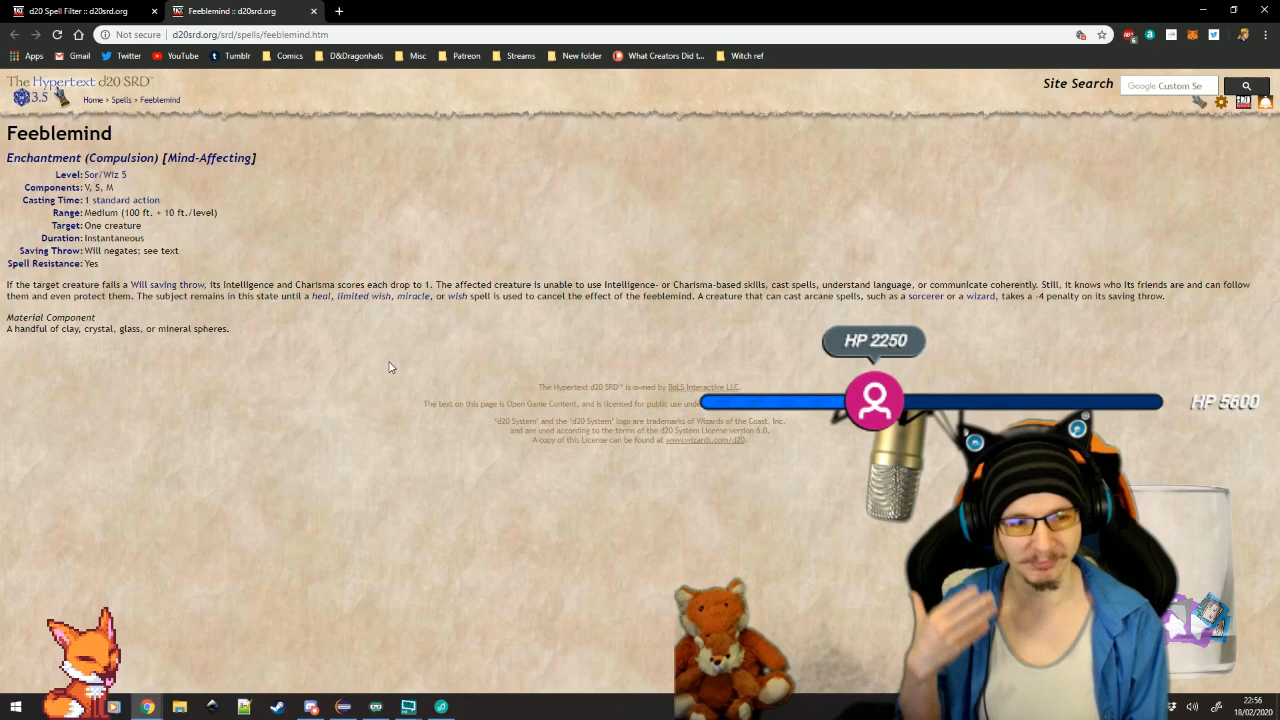 d20 Spell Filter :: d20srd.org
Feeblemind :: d20srd.org
Not secure
d20srd.org/srd/spells/feeblemind.htm
Apps
Gmail
Twitter
YouTube
Tumblr
Comics
D&Dragonhats
Misc
Patreon
Streams
New folder
What Creators Did t...
Witch ref
The Hypertext d20 SRD™
3.5
Home > Spells > Feeblemind
Site Search
Google Custom Se
Feeblemind
Enchantment (Compulsion) [Mind-Affecting]
Level: Sor/Wiz 5
Components: V, S, M
Casting Time: 1 standard action
Range: Medium (100 ft. + 10 ft./level)
Target: One creature
Duration: Instantaneous
Saving Throw: Will negates; see text
Spell Resistance: Yes
If the target creature fails a Will saving throw, its Intelligence and Charisma scores each drop to 1. The affected creature is unable to use Intelligence- or Charisma-based skills, cast spells, understand language, or communicate coherently. Still, it knows who its friends are and can follow
them and even protect them. The subject remains in this state until a heal, limited wish, miracle, or wish spell is used to cancel the effect of the feeblemind. A creature that can cast arcane spells, such as a sorcerer or a wizard, takes a -4 penalty on its saving throw.
Material Component
A handful of clay, crystal, glass, or mineral spheres.
HP 2250
HP 5600
The Hypertext d20 SRD™ is owned by BoLS Interactive LLC.
The text on this page is Open Game Content, and is licensed for public use unde
'd20 System' and the 'd20 System' logo are trademarks of Wizards of the Coast, Inc.
and are used according to the terms of the d20 System License version 6.0.
A copy of this License can be found at www.wizards.com/d20.
22:56
18/02/2020